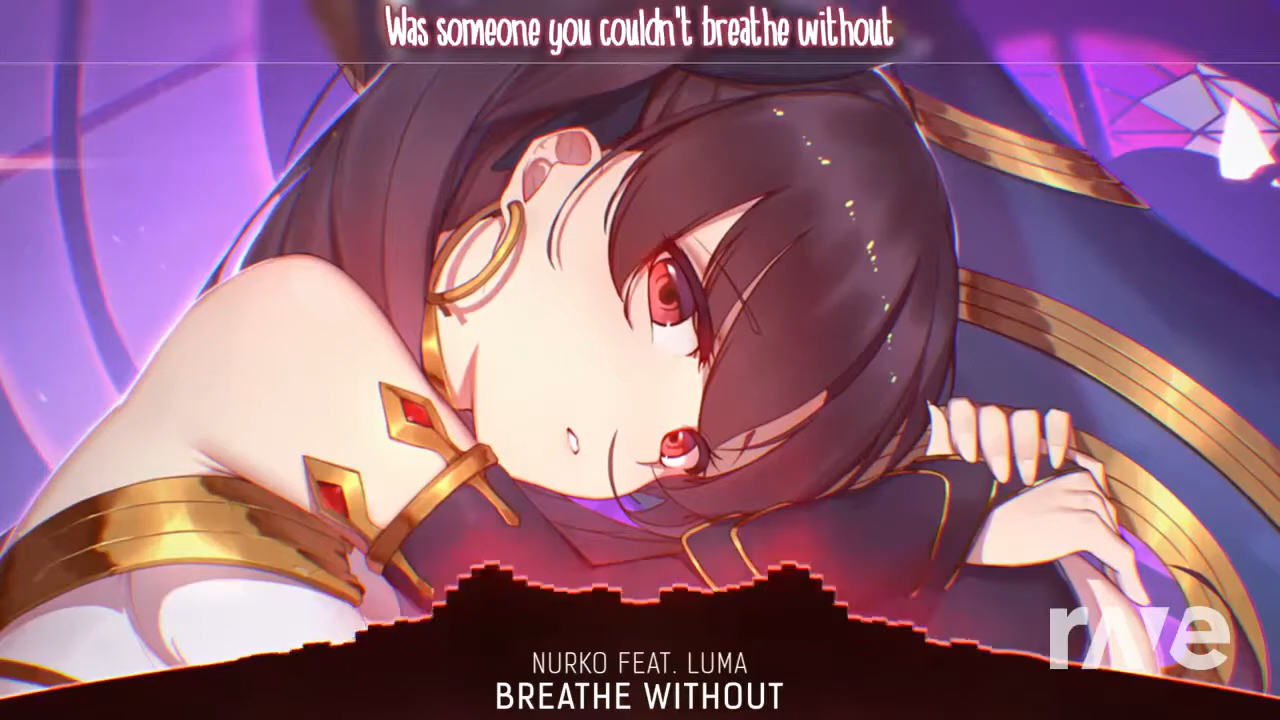 Was someone you couldn't breathe without
rave
NURKO FEAT. LUMA
BREATHE WITHOUT